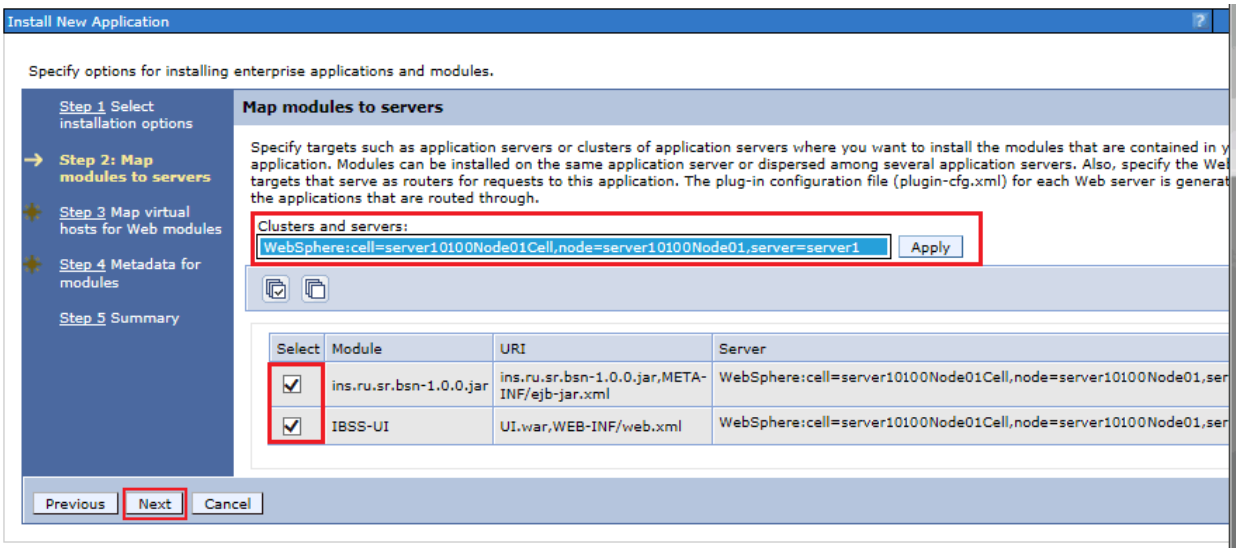 Install New Application
?
Specify options for installing enterprise applications and modules.
Step 1 Select
installation options
Step 2: Map
modules to servers
Step 3 Map virtual
hosts for Web modules
Step 4 Metadata for
modules
Step 5 Summary
Map modules to servers
Specify targets such as application servers or clusters of application servers where you want to install the modules that are contained in y
application. Modules can be installed on the same application server or dispersed among several application servers. Also, specify the Wel
targets that serve as routers for requests to this application. The plug-in configuration file (plugin-cfg.xml) for each Web server is generat
the applications that are routed through.
Clusters and servers:
WebSphere:cell=server10100Node01Cell,node=server10100Node01,server=server1
Apply
Select Module URI Server
ins.ru.sr.bsn-1.0.0.jar ins.ru.sr.bsn-1.0.0.jar,META- WebSphere:cell=server10100Node01Cell,node=server10100Node01,ser
INF/ejb-jar.xml
IBSS-UI UI.war,WEB-INF/web.xml WebSphere:cell=server10100Node01Cell,node=server10100Node01,ser
Previous Next Cancel